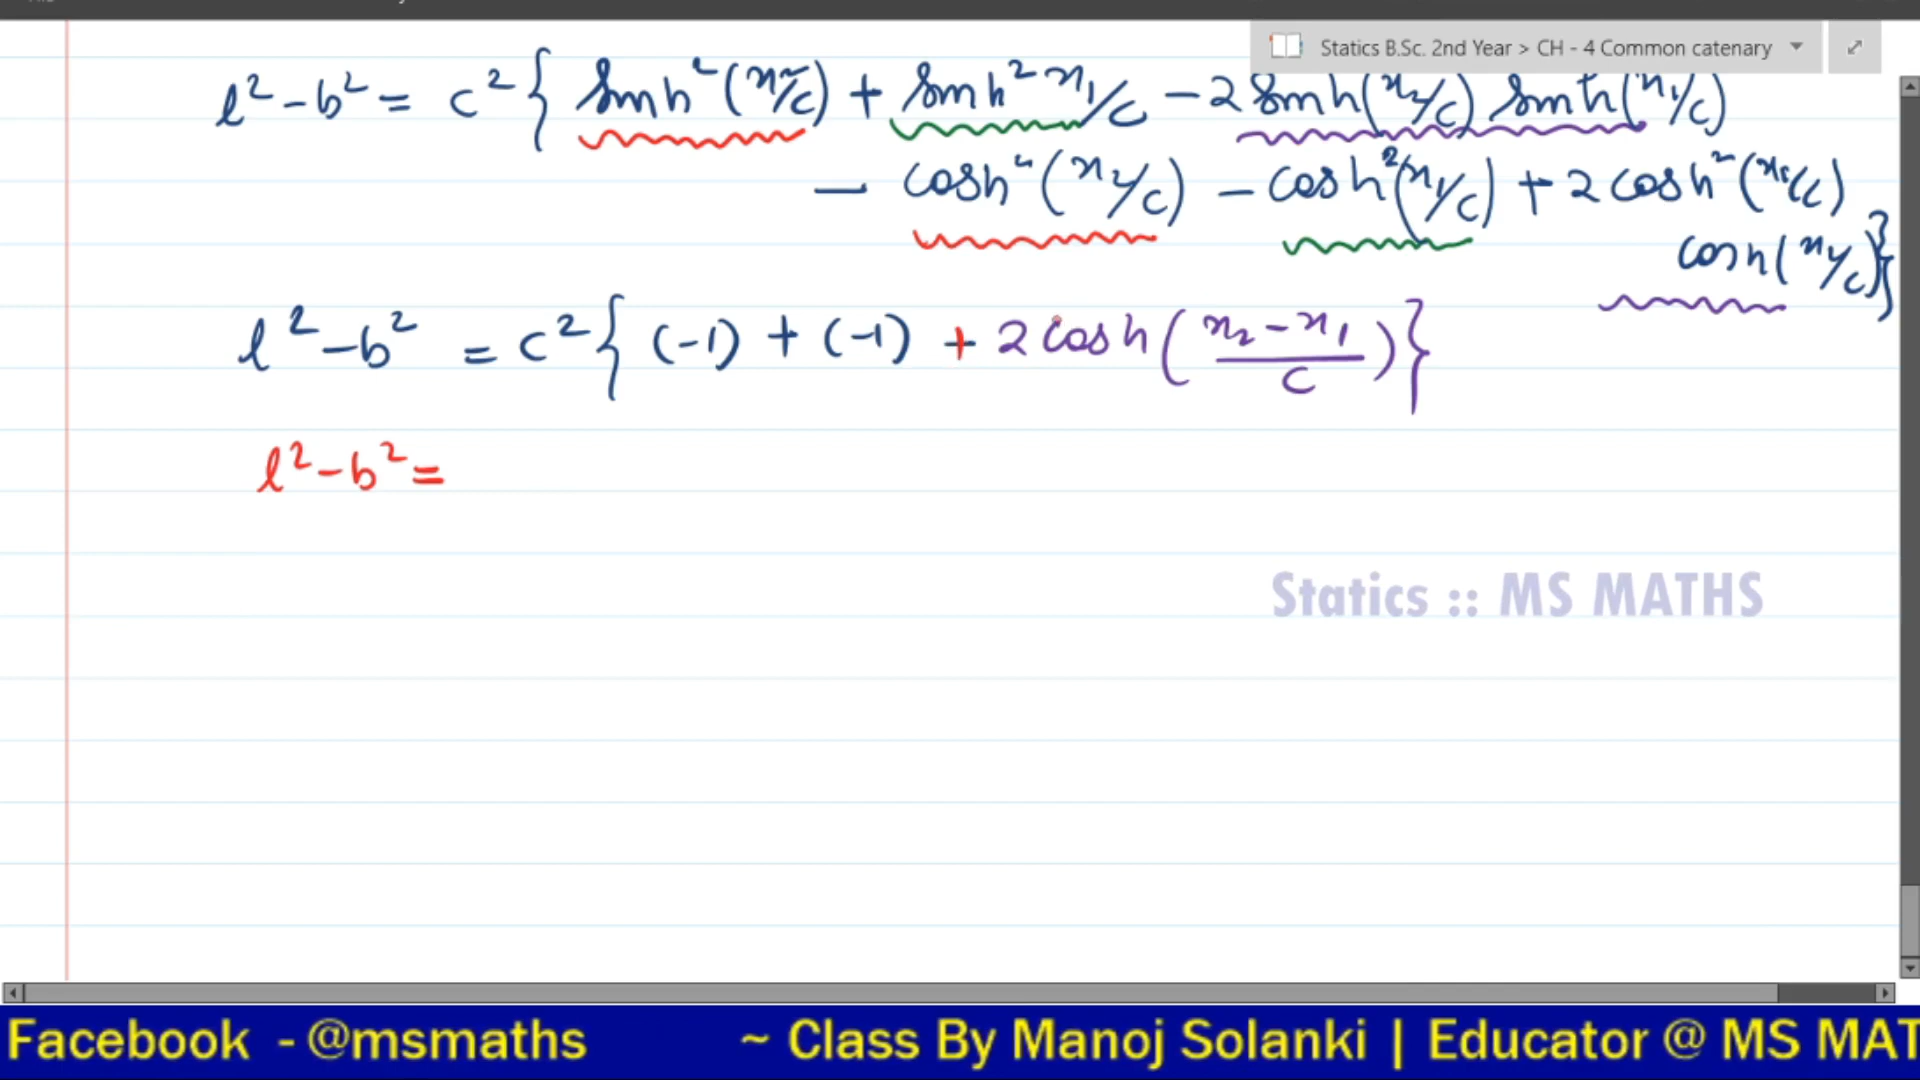 Statics B.Sc. 2nd Year > CH - 4 Common catenary
l² - b² = c² { sinh² (x₂/c) + sinh² x₁/c - 2 sinh (x₂/c) sinh (x₁/c)
- cosh² (x₂/c) - cosh² (x₁/c) + 2 cosh² (x₁/c)
cosh (x₂/c) }
l² - b² = c² { (-1) + (-1) + 2 cosh ( (x₂ - x₁)/c ) }
l² - b² =
Statics :: MS MATHS
Facebook - @msmaths ~ Class By Manoj Solanki | Educator @ MS MAT